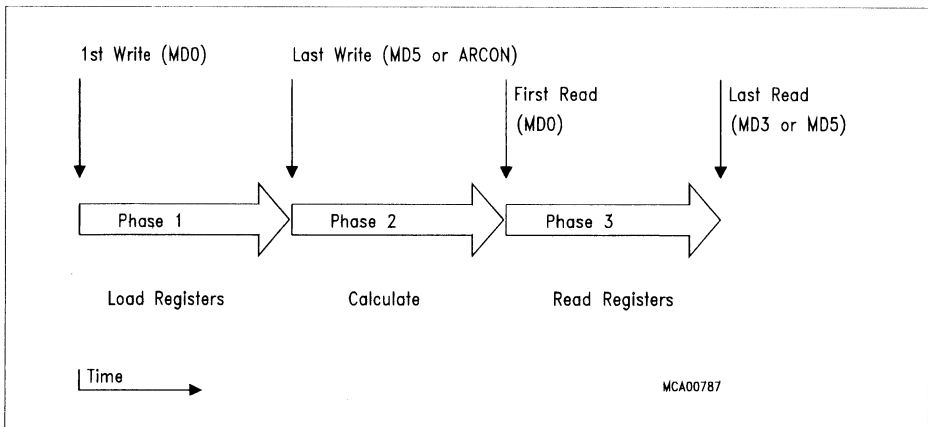 1st Write (MD0)
Last Write (MD5 or ARCON)
First Read
(MD0)
Last Read
(MD3 or MD5)
Phase 1
Phase 2
Phase 3
Load Registers
Calculate
Read Registers
Time
MCA00787